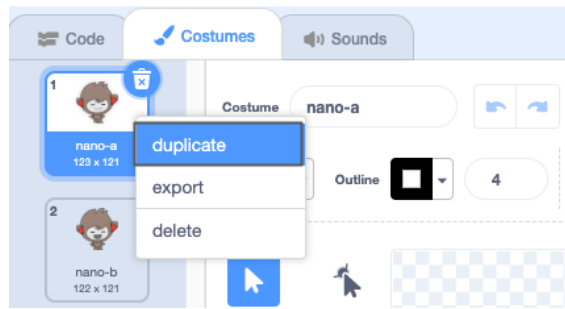 Code
Costumes
Sounds
1
nano-a
123 x 121
2
nano-b
122 x 121
duplicate
export
delete
Costume
nano-a
Outline
4